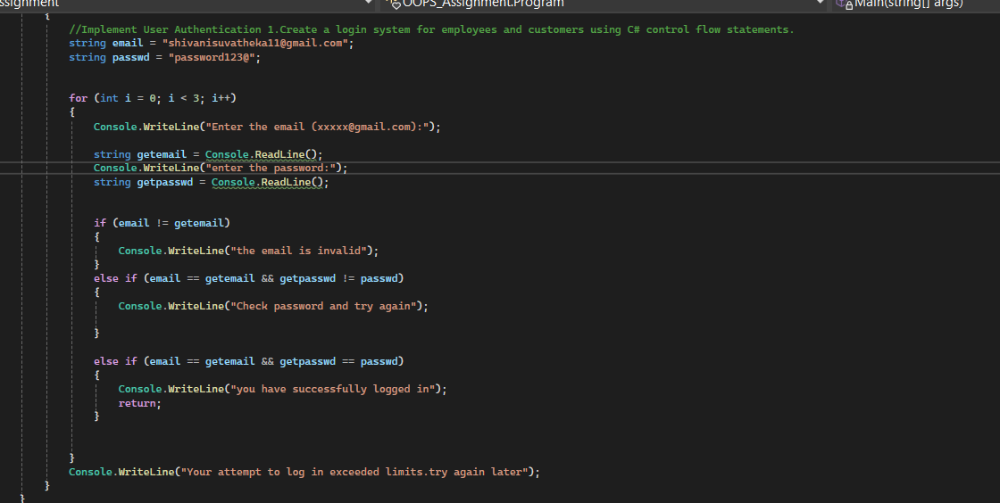 ssignment OOPS_Assignment.Program Main(string[] args)
{
//Implement User Authentication 1.Create a login system for employees and customers using C# control flow statements.
string email = "shivanisuvatheka11@gmail.com";
string passwd = "password123@";
for (int i = 0; i < 3; i++)
{
Console.WriteLine("Enter the email (xxxxx@gmail.com):");
string getemail = Console.ReadLine();
Console.WriteLine("enter the password:");
string getpasswd = Console.ReadLine();
if (email != getemail)
{
Console.WriteLine("the email is invalid");
}
else if (email == getemail && getpasswd != passwd)
{
Console.WriteLine("Check password and try again");
}
else if (email == getemail && getpasswd == passwd)
{
Console.WriteLine("you have successfully logged in");
return;
}
}
Console.WriteLine("Your attempt to log in exceeded limits.try again later");
}
}